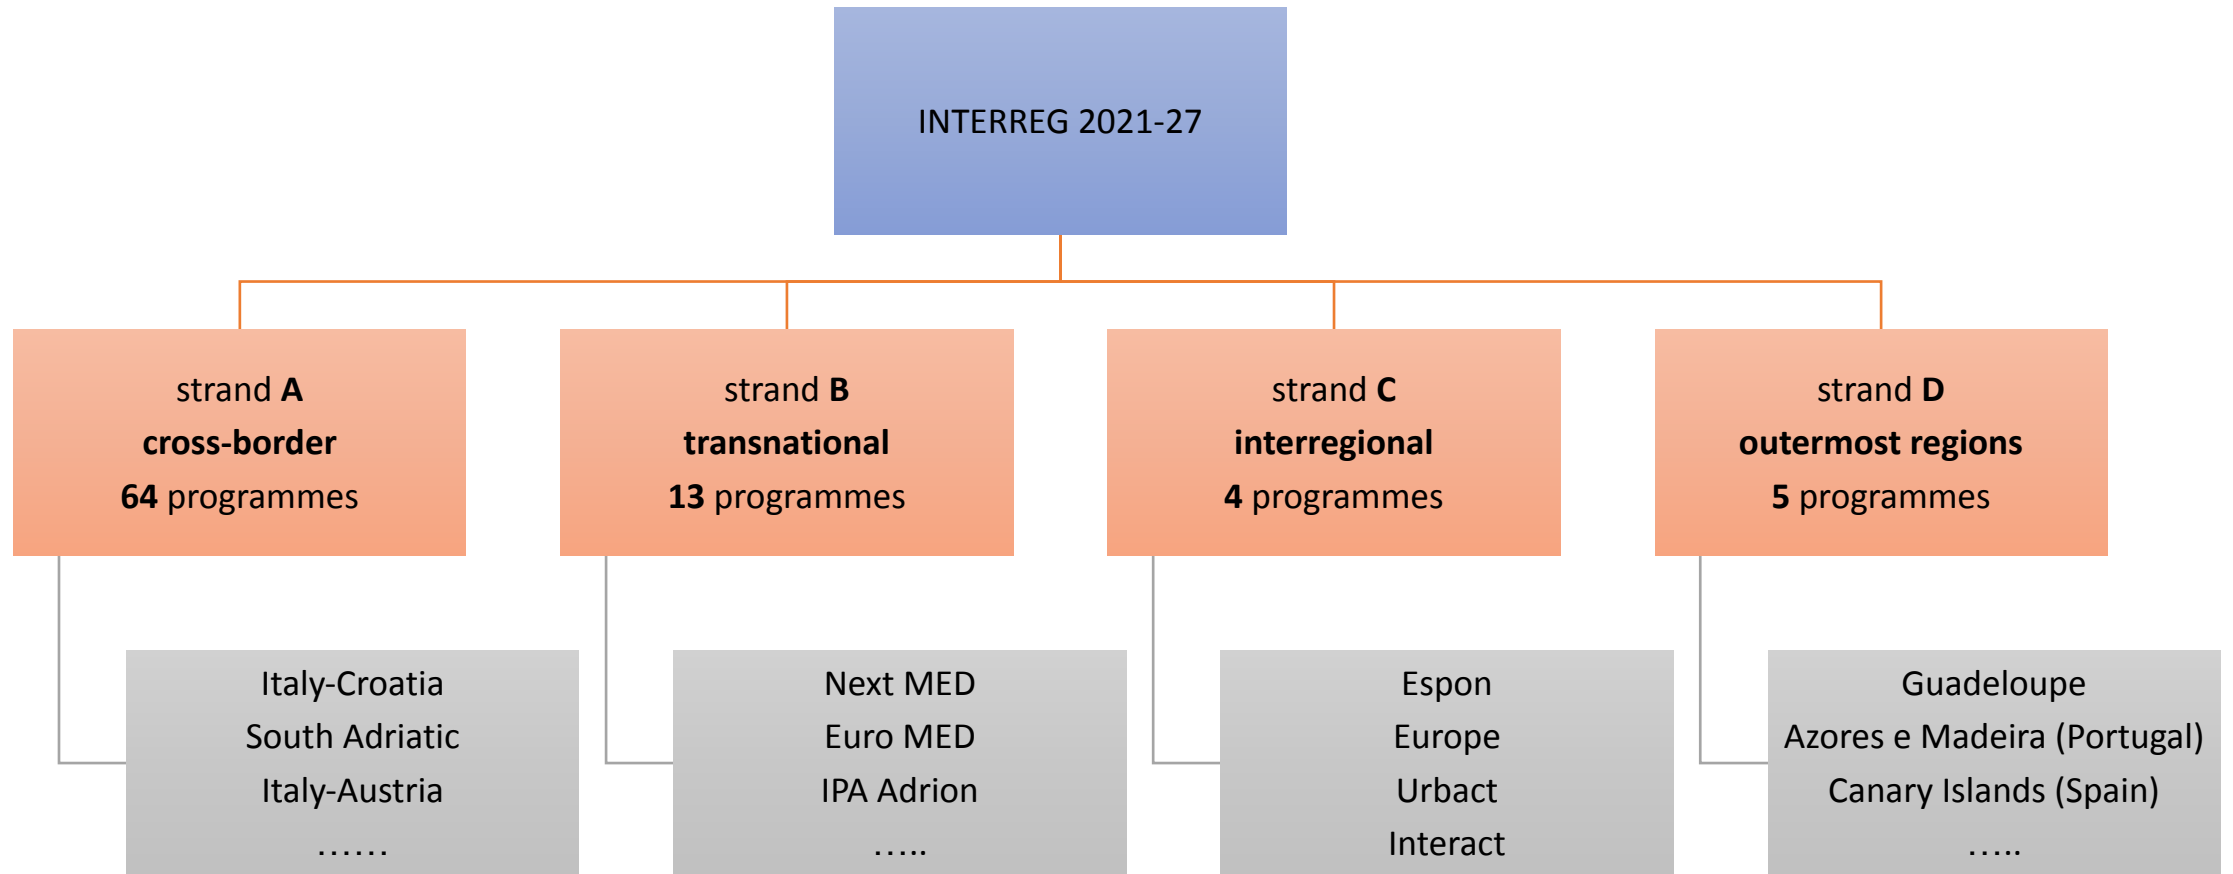 INTERREG 2021-27
strand A
cross-border
64 programmes
strand B
transnational
13 programmes
strand C
interregional
4 programmes
strand D
outermost regions
5 programmes
Italy-Croatia
South Adriatic
Italy-Austria
……
Next MED
Euro MED
IPA Adrion
…..
Espon
Europe
Urbact
Interact
Guadeloupe
Azores e Madeira (Portugal)
Canary Islands (Spain)
…..